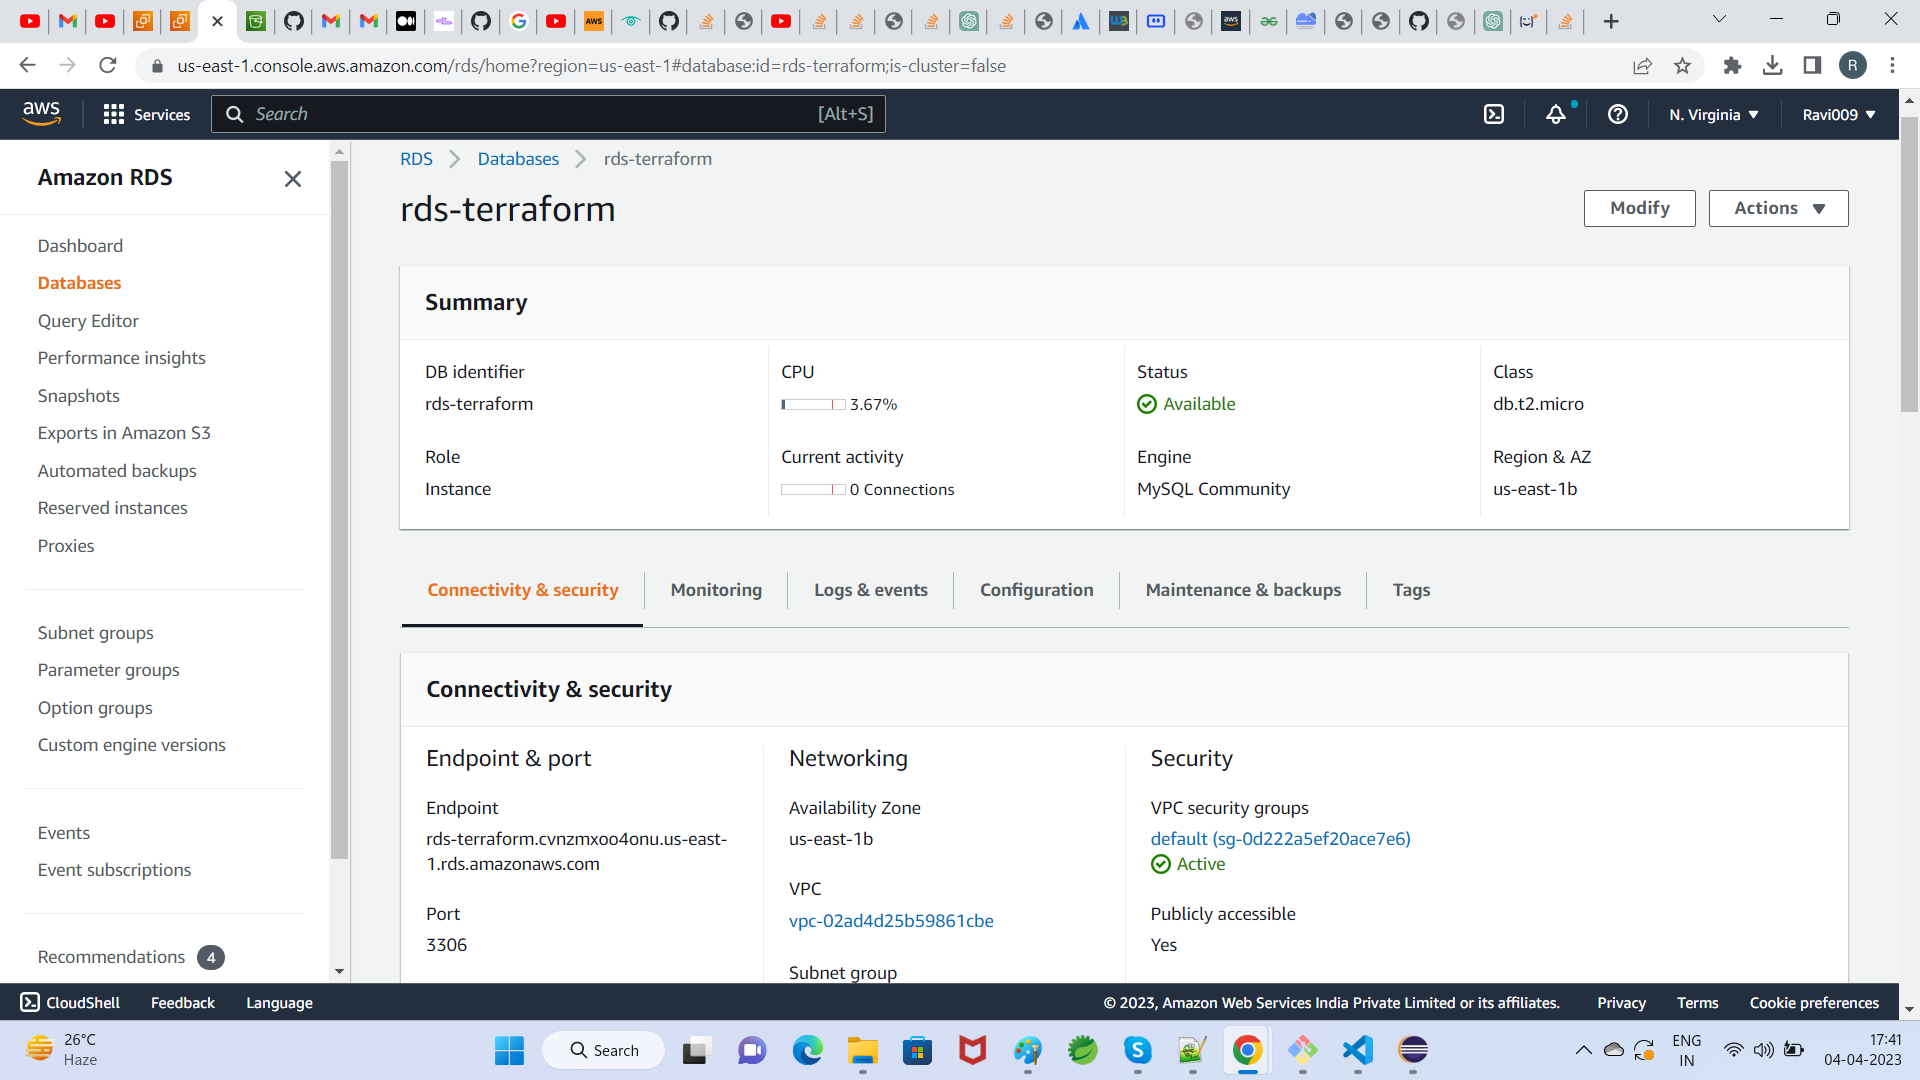 us-east-1.console.aws.amazon.com/rds/home?region=us-east-1#database:id=rds-terraform;is-cluster=false
R
aws
Services
Search
[Alt+S]
N. Virginia
Ravi009
Amazon RDS
Dashboard
Databases
Query Editor
Performance insights
Snapshots
Exports in Amazon S3
Automated backups
Reserved instances
Proxies
Subnet groups
Parameter groups
Option groups
Custom engine versions
Events
Event subscriptions
Recommendations 4
RDS
Databases
rds-terraform
rds-terraform
Modify
Actions
Summary
DB identifier
rds-terraform
CPU
3.67%
Status
Available
Class
db.t2.micro
Role
Instance
Current activity
0 Connections
Engine
MySQL Community
Region & AZ
us-east-1b
Connectivity & security
Monitoring
Logs & events
Configuration
Maintenance & backups
Tags
Connectivity & security
Endpoint & port
Endpoint
rds-terraform.cvnzmxoo4onu.us-east-
1.rds.amazonaws.com
Port
3306
Networking
Availability Zone
us-east-1b
VPC
vpc-02ad4d25b59861cbe
Subnet group
Security
VPC security groups
default (sg-0d222a5ef20ace7e6)
Active
Publicly accessible
Yes
CloudShell
Feedback
Language
© 2023, Amazon Web Services India Private Limited or its affiliates.
Privacy
Terms
Cookie preferences
26°C
Haze
Search
ENG
IN
17:41
04-04-2023